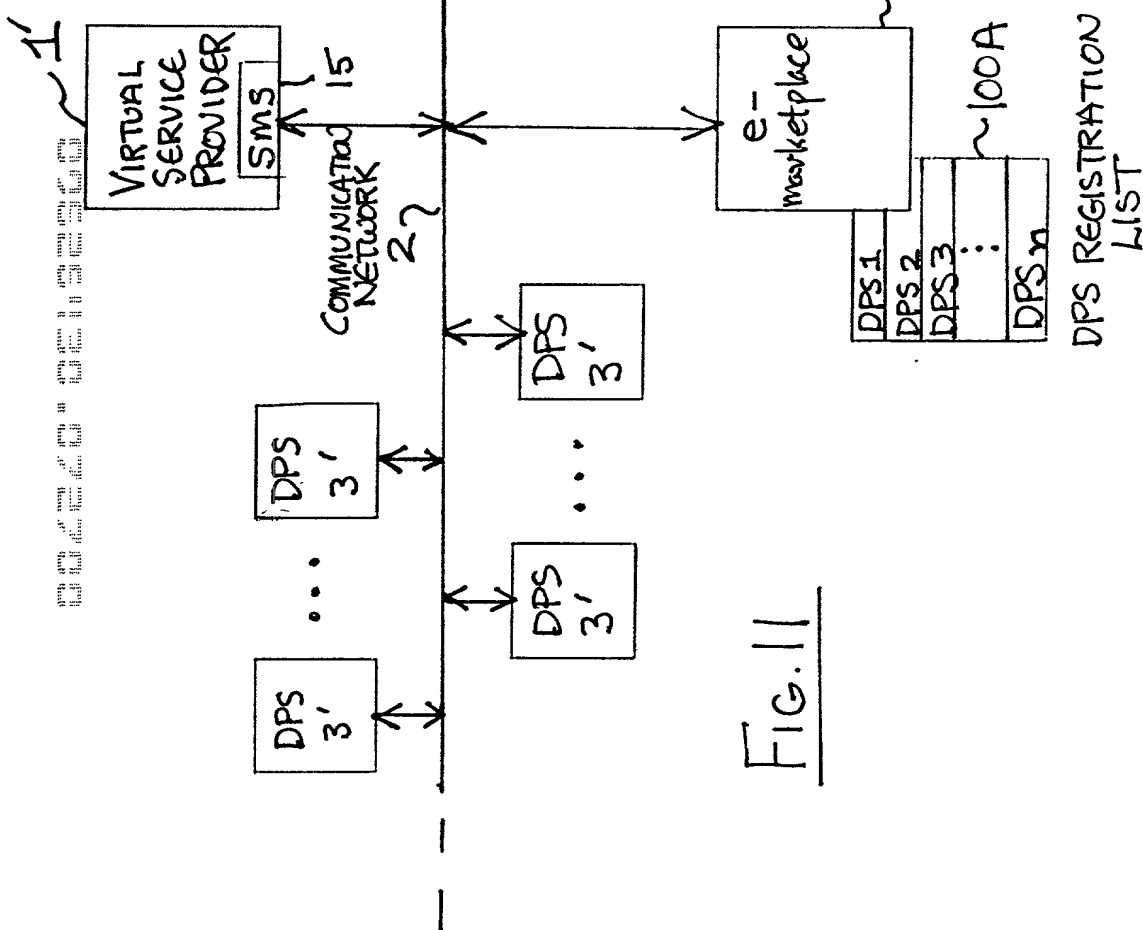 1'
VIRTUAL
SERVICE
PROVIDER
SMS
15
COMMUNICATION
NETWORK
2
DPS
3'
DPS
3'
DPS
3'
DPS
3'
e-
marketplace
100A
DPS 1
DPS 2
DPS 3
DPS n
DPS REGISTRATION
LIST
FIG. 11